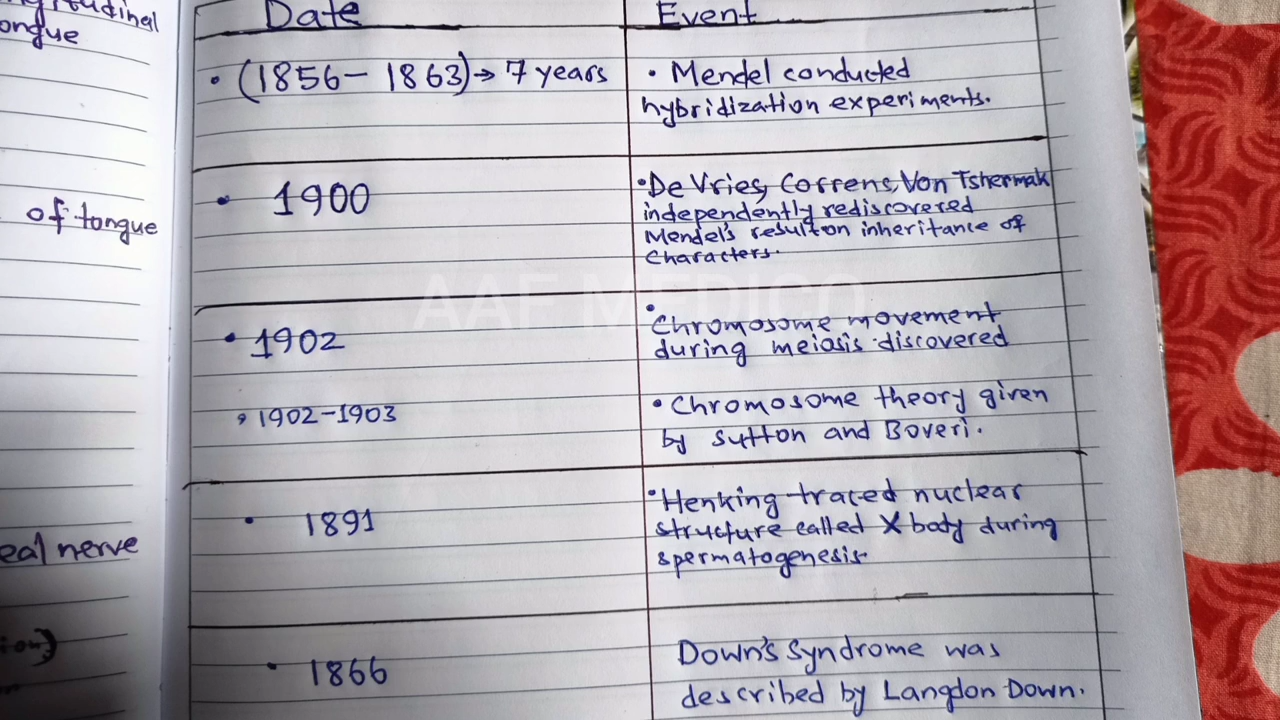 ongue
of tongue
eal nerve
Date Event
• (1856 – 1863) → 7 years • Mendel conducted
hybridization experiments.
• 1900 • De Vries, Correns, Von Tshermak
independently rediscovered
Mendel's result on inheritance of
Characters.
• 1902 • Chromosome movement
during meiosis discovered
• 1902–1903 • Chromosome theory given
by Sutton and Boveri.
• 1891 • Henking traced nuclear
structure called X body during
spermatogenesis.
• 1866 Down's Syndrome was
described by Langdon Down.
AAF MEDICO